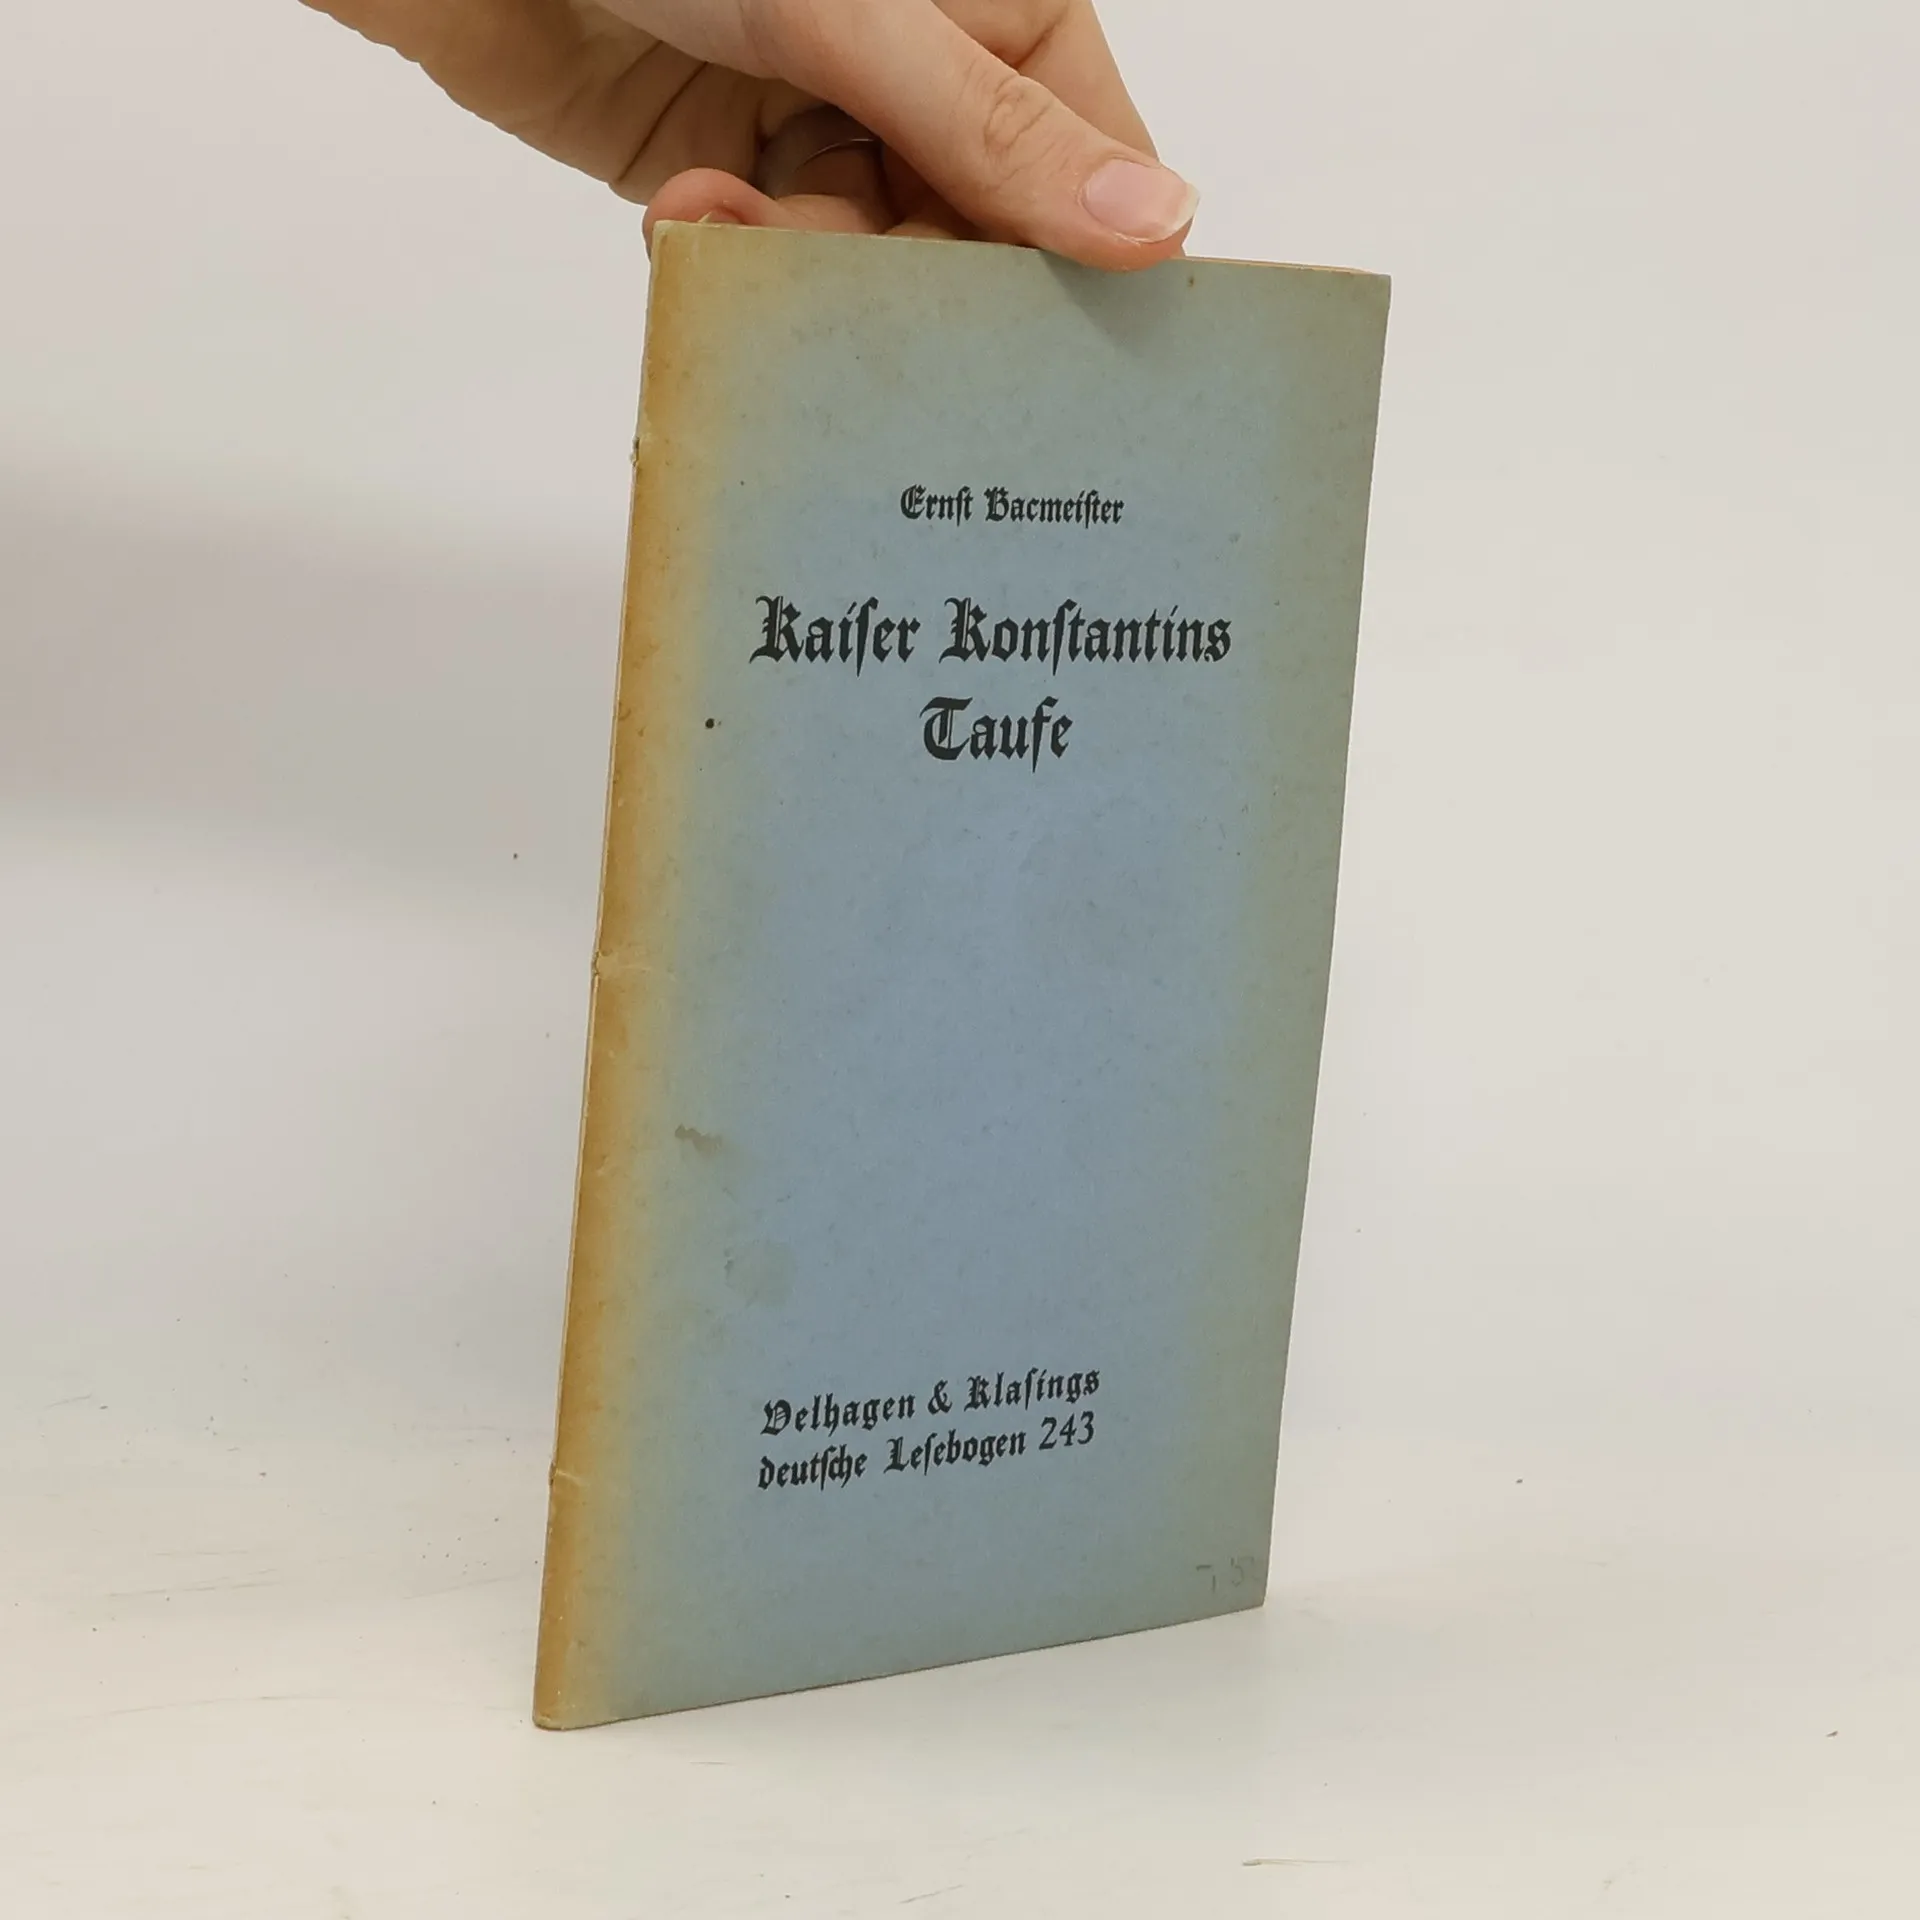 Ernſt Bacmeiſter
Kaiſer Konſtantins
Taufe
Velhagen & Klaſings
deutſche Leſebogen 243